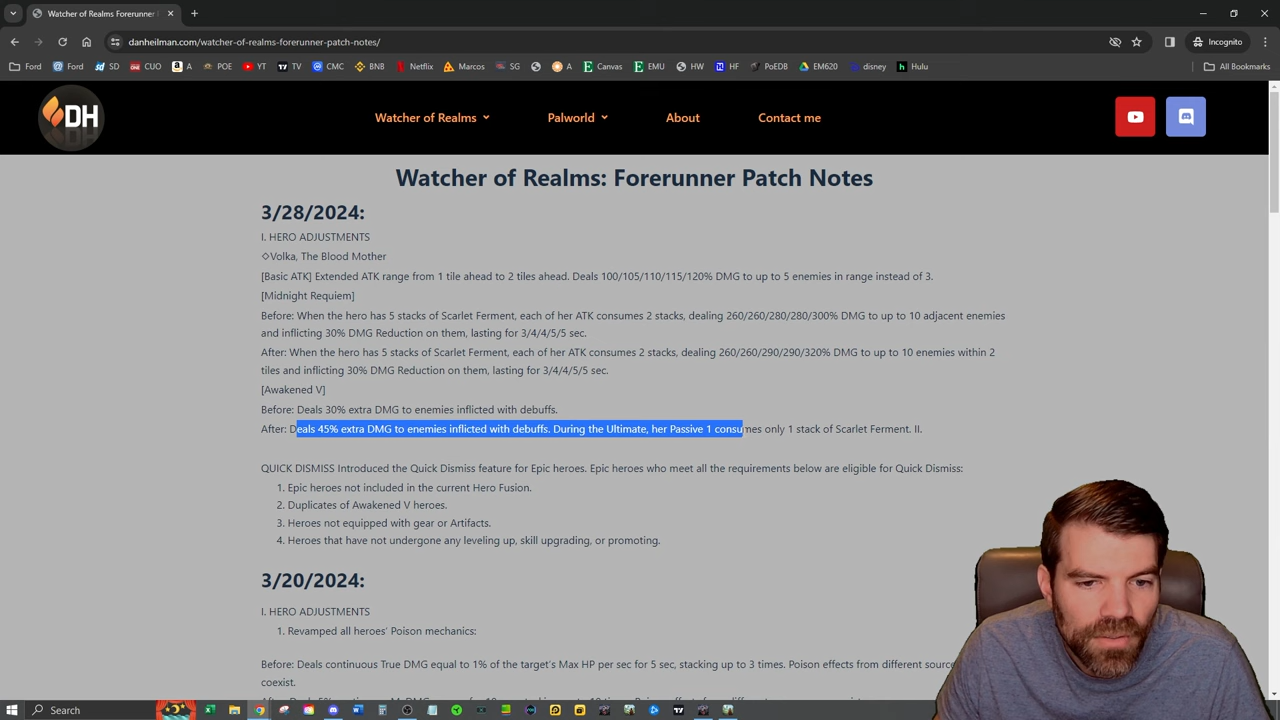 Watcher of Realms Forerunner
danheilman.com/watcher-of-realms-forerunner-patch-notes/
Incognito
Ford
Ford
SD
CUO
A
POE
YT
TV
CMC
BNB
Netflix
Marcos
SG
A
Canvas
EMU
HW
HF
PoEDB
EM620
disney
Hulu
All Bookmarks
DH
Watcher of Realms
Palworld
About
Contact me
Watcher of Realms: Forerunner Patch Notes
3/28/2024:
I. HERO ADJUSTMENTS
◇Volka, The Blood Mother
[Basic ATK] Extended ATK range from 1 tile ahead to 2 tiles ahead. Deals 100/105/110/115/120% DMG to up to 5 enemies in range instead of 3.
[Midnight Requiem]
Before: When the hero has 5 stacks of Scarlet Ferment, each of her ATK consumes 2 stacks, dealing 260/260/280/280/300% DMG to up to 10 adjacent enemies
and inflicting 30% DMG Reduction on them, lasting for 3/4/4/5/5 sec.
After: When the hero has 5 stacks of Scarlet Ferment, each of her ATK consumes 2 stacks, dealing 260/260/290/290/320% DMG to up to 10 enemies within 2
tiles and inflicting 30% DMG Reduction on them, lasting for 3/4/4/5/5 sec.
[Awakened V]
Before: Deals 30% extra DMG to enemies inflicted with debuffs.
After: Deals 45% extra DMG to enemies inflicted with debuffs. During the Ultimate, her Passive 1 consumes only 1 stack of Scarlet Ferment. II.
QUICK DISMISS Introduced the Quick Dismiss feature for Epic heroes. Epic heroes who meet all the requirements below are eligible for Quick Dismiss:
1. Epic heroes not included in the current Hero Fusion.
2. Duplicates of Awakened V heroes.
3. Heroes not equipped with gear or Artifacts.
4. Heroes that have not undergone any leveling up, skill upgrading, or promoting.
3/20/2024:
I. HERO ADJUSTMENTS
1. Revamped all heroes' Poison mechanics:
Before: Deals continuous True DMG equal to 1% of the target's Max HP per sec for 5 sec, stacking up to 3 times. Poison effects from different
coexist.
Search